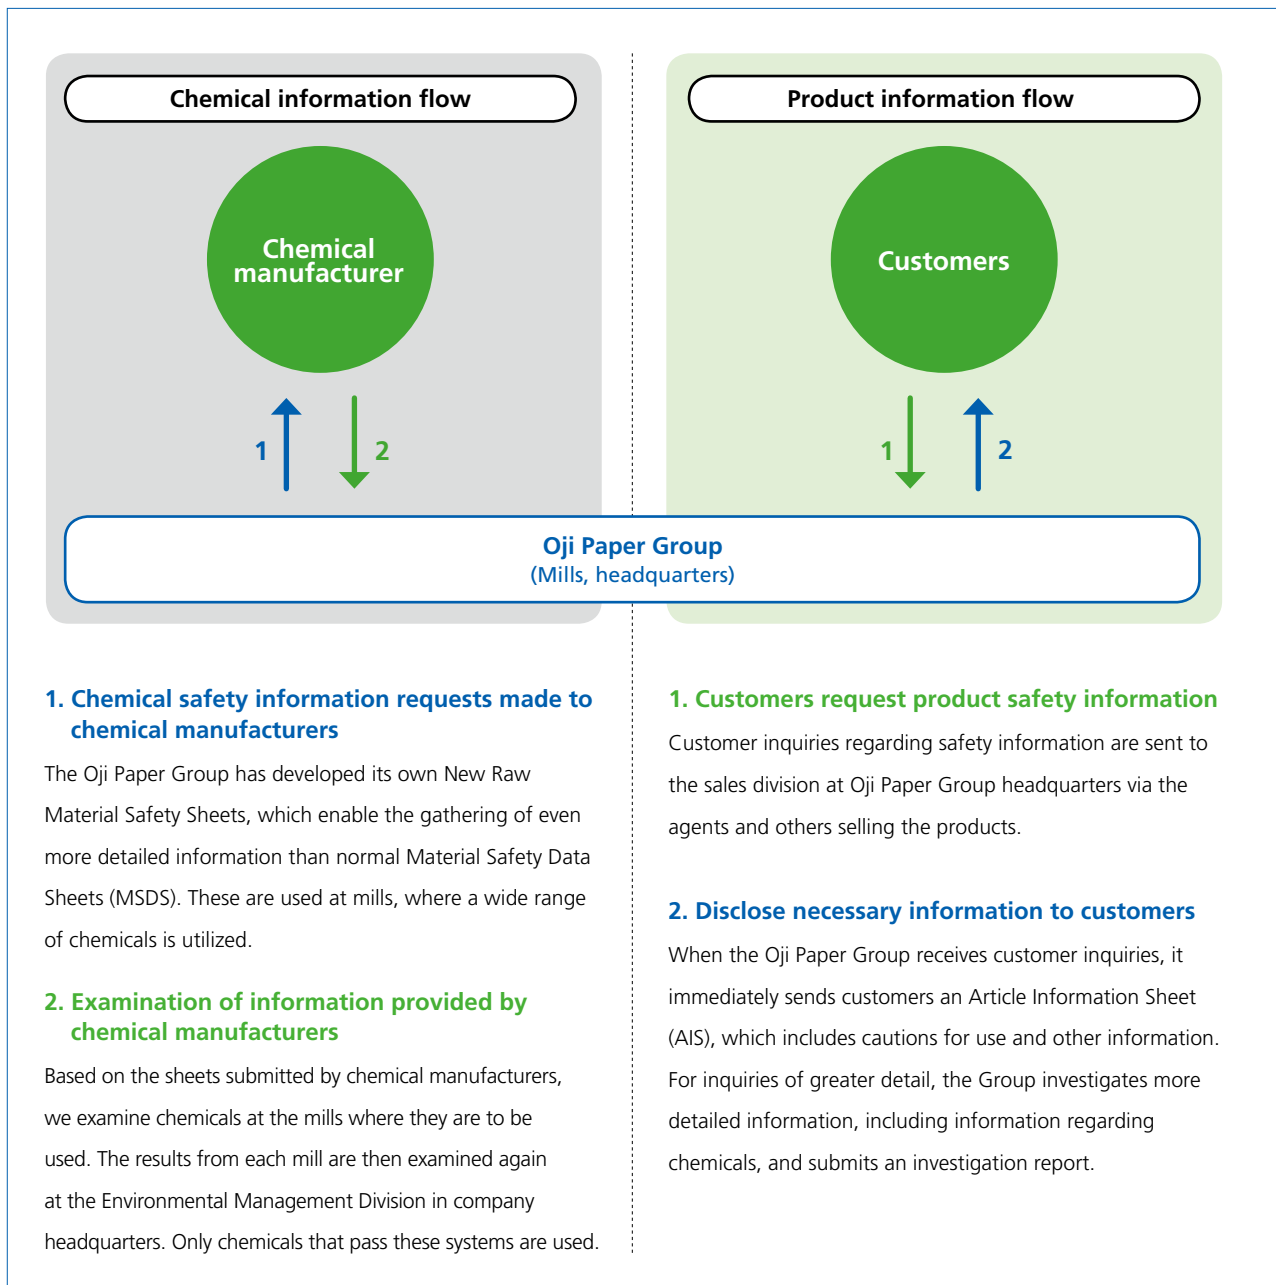 Chemical information flow
Chemical
manufacturer
1
2
Product information flow
Customers
1
2
Oji Paper Group
(Mills, headquarters)
1. Chemical safety information requests made to
chemical manufacturers
The Oji Paper Group has developed its own New Raw
Material Safety Sheets, which enable the gathering of even
more detailed information than normal Material Safety Data
Sheets (MSDS). These are used at mills, where a wide range
of chemicals is utilized.
2. Examination of information provided by
chemical manufacturers
Based on the sheets submitted by chemical manufacturers,
we examine chemicals at the mills where they are to be
used. The results from each mill are then examined again
at the Environmental Management Division in company
headquarters. Only chemicals that pass these systems are used.
1. Customers request product safety information
Customer inquiries regarding safety information are sent to
the sales division at Oji Paper Group headquarters via the
agents and others selling the products.
2. Disclose necessary information to customers
When the Oji Paper Group receives customer inquiries, it
immediately sends customers an Article Information Sheet
(AIS), which includes cautions for use and other information.
For inquiries of greater detail, the Group investigates more
detailed information, including information regarding
chemicals, and submits an investigation report.